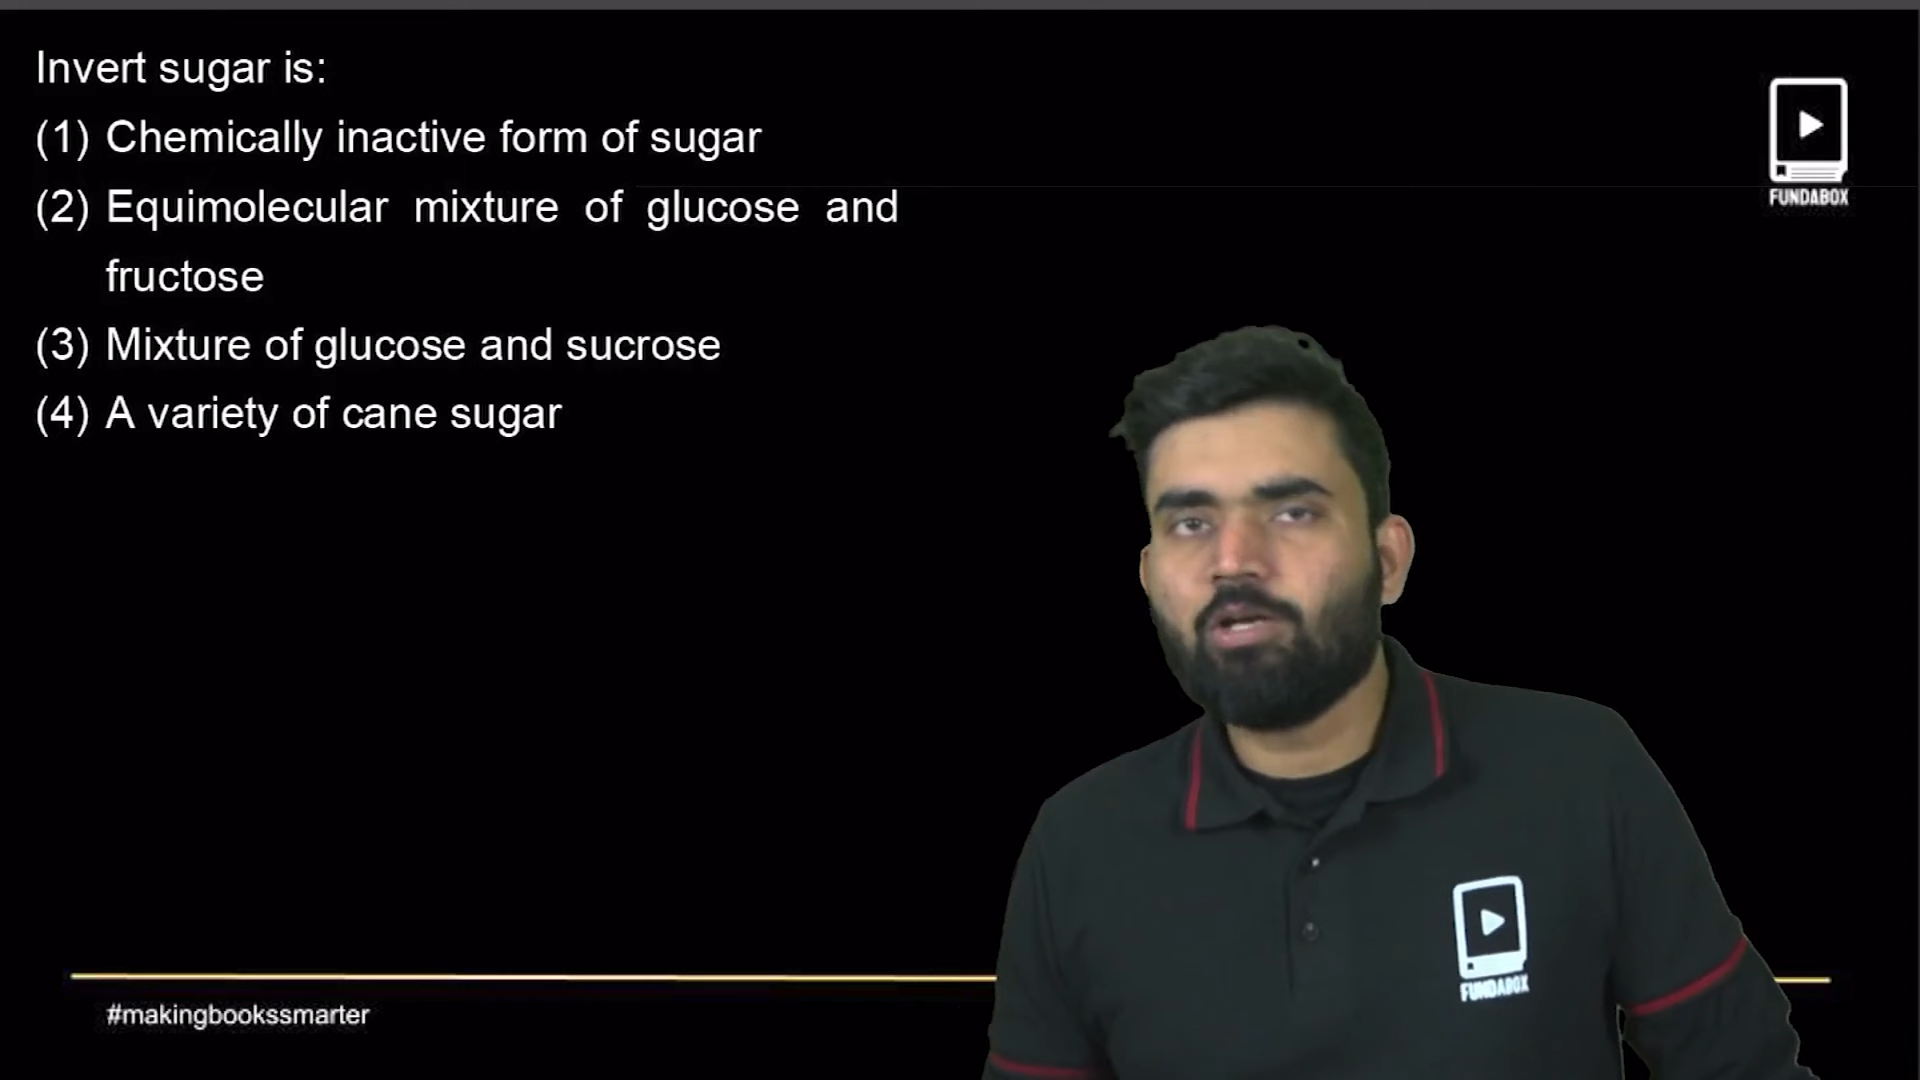 Invert sugar is:
(1) Chemically inactive form of sugar
(2) Equimolecular mixture of glucose and
fructose
(3) Mixture of glucose and sucrose
(4) A variety of cane sugar
FUNDABOX
FUNDABOX
#makingbookssmarter